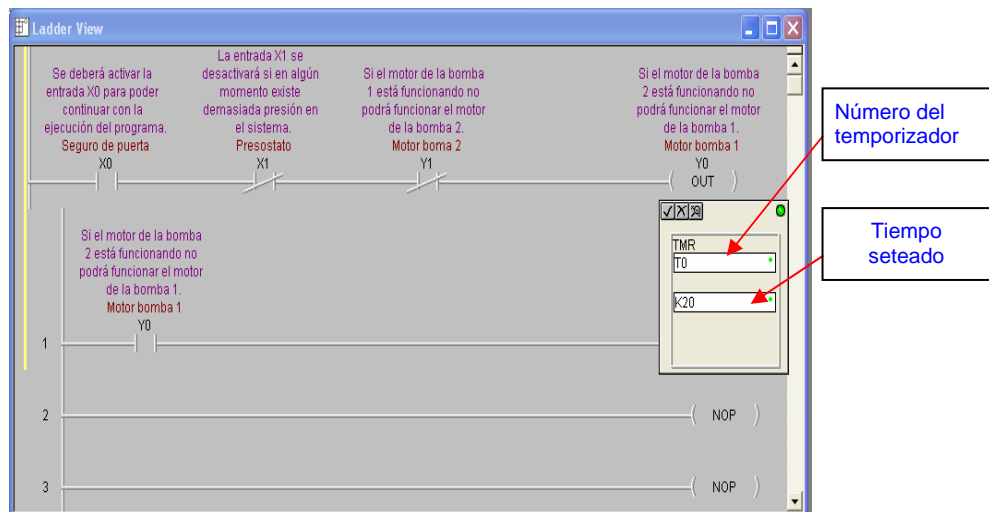 Ladder View
Se deberá activar la
entrada X0 para poder
continuar con la
ejecución del programa.
Seguro de puerta
X0
La entrada X1 se
desactivará si en algún
momento existe
demasiada presión en
el sistema.
Presostato
X1
Si el motor de la bomba
1 está funcionando no
podrá funcionar el motor
de la bomba 2.
Motor boma 2
Y1
Si el motor de la bomba
2 está funcionando no
podrá funcionar el motor
de la bomba 1.
Motor bomba 1
Y0
OUT
Número del
temporizador
TMR
T0
K20
Tiempo
seteado
Si el motor de la bomba
2 está funcionando no
podrá funcionar el motor
de la bomba 1.
Motor bomba 1
Y0
1
2
NOP
3
NOP